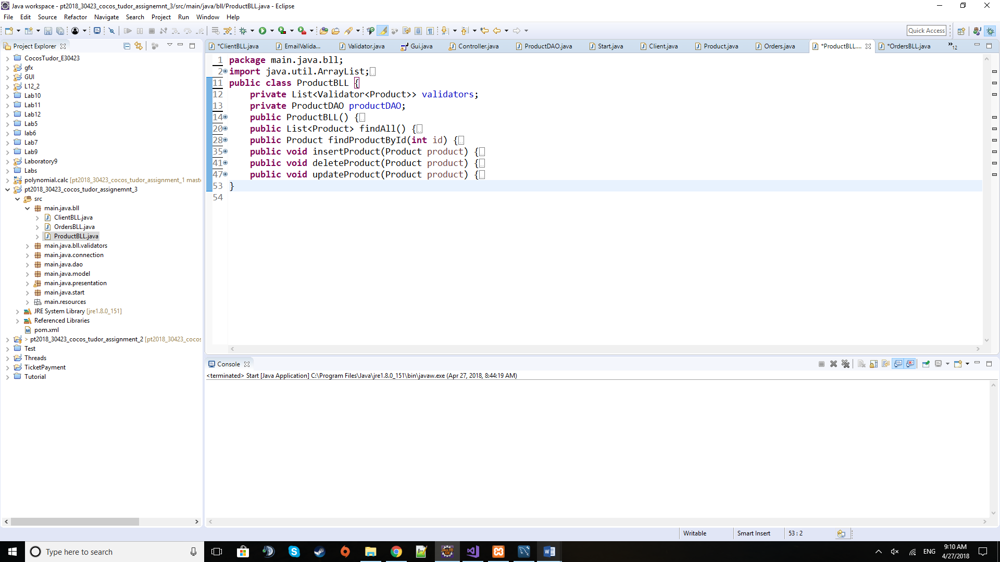 Java workspace - pt2018_30423_cocos_tudor_assignemnt_3/src/main/java/bll/ProductBLL.java - Eclipse
File Edit Source Refactor Navigate Search Project Run Window Help
Quick Access
Project Explorer
CocosTudor_E30423
gfx
GUI
L12_2
Lab10
Lab11
Lab12
Lab5
lab6
Lab7
Lab9
Laboratory9
Labs
polynomial.calc [pt2018_30423_cocos_tudor_assignment_1 maste
pt2018_30423_cocos_tudor_assignemnt_3
src
main.java.bll
ClientBLL.java
OrdersBLL.java
ProductBLL.java
main.java.bll.validators
main.java.connection
main.java.dao
main.java.model
main.java.presentation
main.java.start
main.resources
JRE System Library [jre1.8.0_151]
Referenced Libraries
pom.xml
> pt2018_30423_cocos_tudor_assignment_2 [pt2018_30423_cocos
Test
Threads
TicketPayment
Tutorial
*ClientBLL.java EmailValida... Validator.java Gui.java Controller.java ProductDAO.java Start.java Client.java Product.java Orders.java *ProductBLL.... *OrdersBLL.java »12
1 package main.java.bll;
2 import java.util.ArrayList;
11 public class ProductBLL {
12 private List<Validator<Product>> validators;
13 private ProductDAO productDAO;
14 public ProductBLL() {
20 public List<Product> findAll() {
28 public Product findProductById(int id) {
35 public void insertProduct(Product product) {
41 public void deleteProduct(Product product) {
47 public void updateProduct(Product product) {
53 }
54
Console
<terminated> Start [Java Application] C:\Program Files\Java\jre1.8.0_151\bin\javaw.exe (Apr 27, 2018, 8:44:19 AM)
Writable Smart Insert 53 : 2
Type here to search
ENG
9:10 AM
4/27/2018